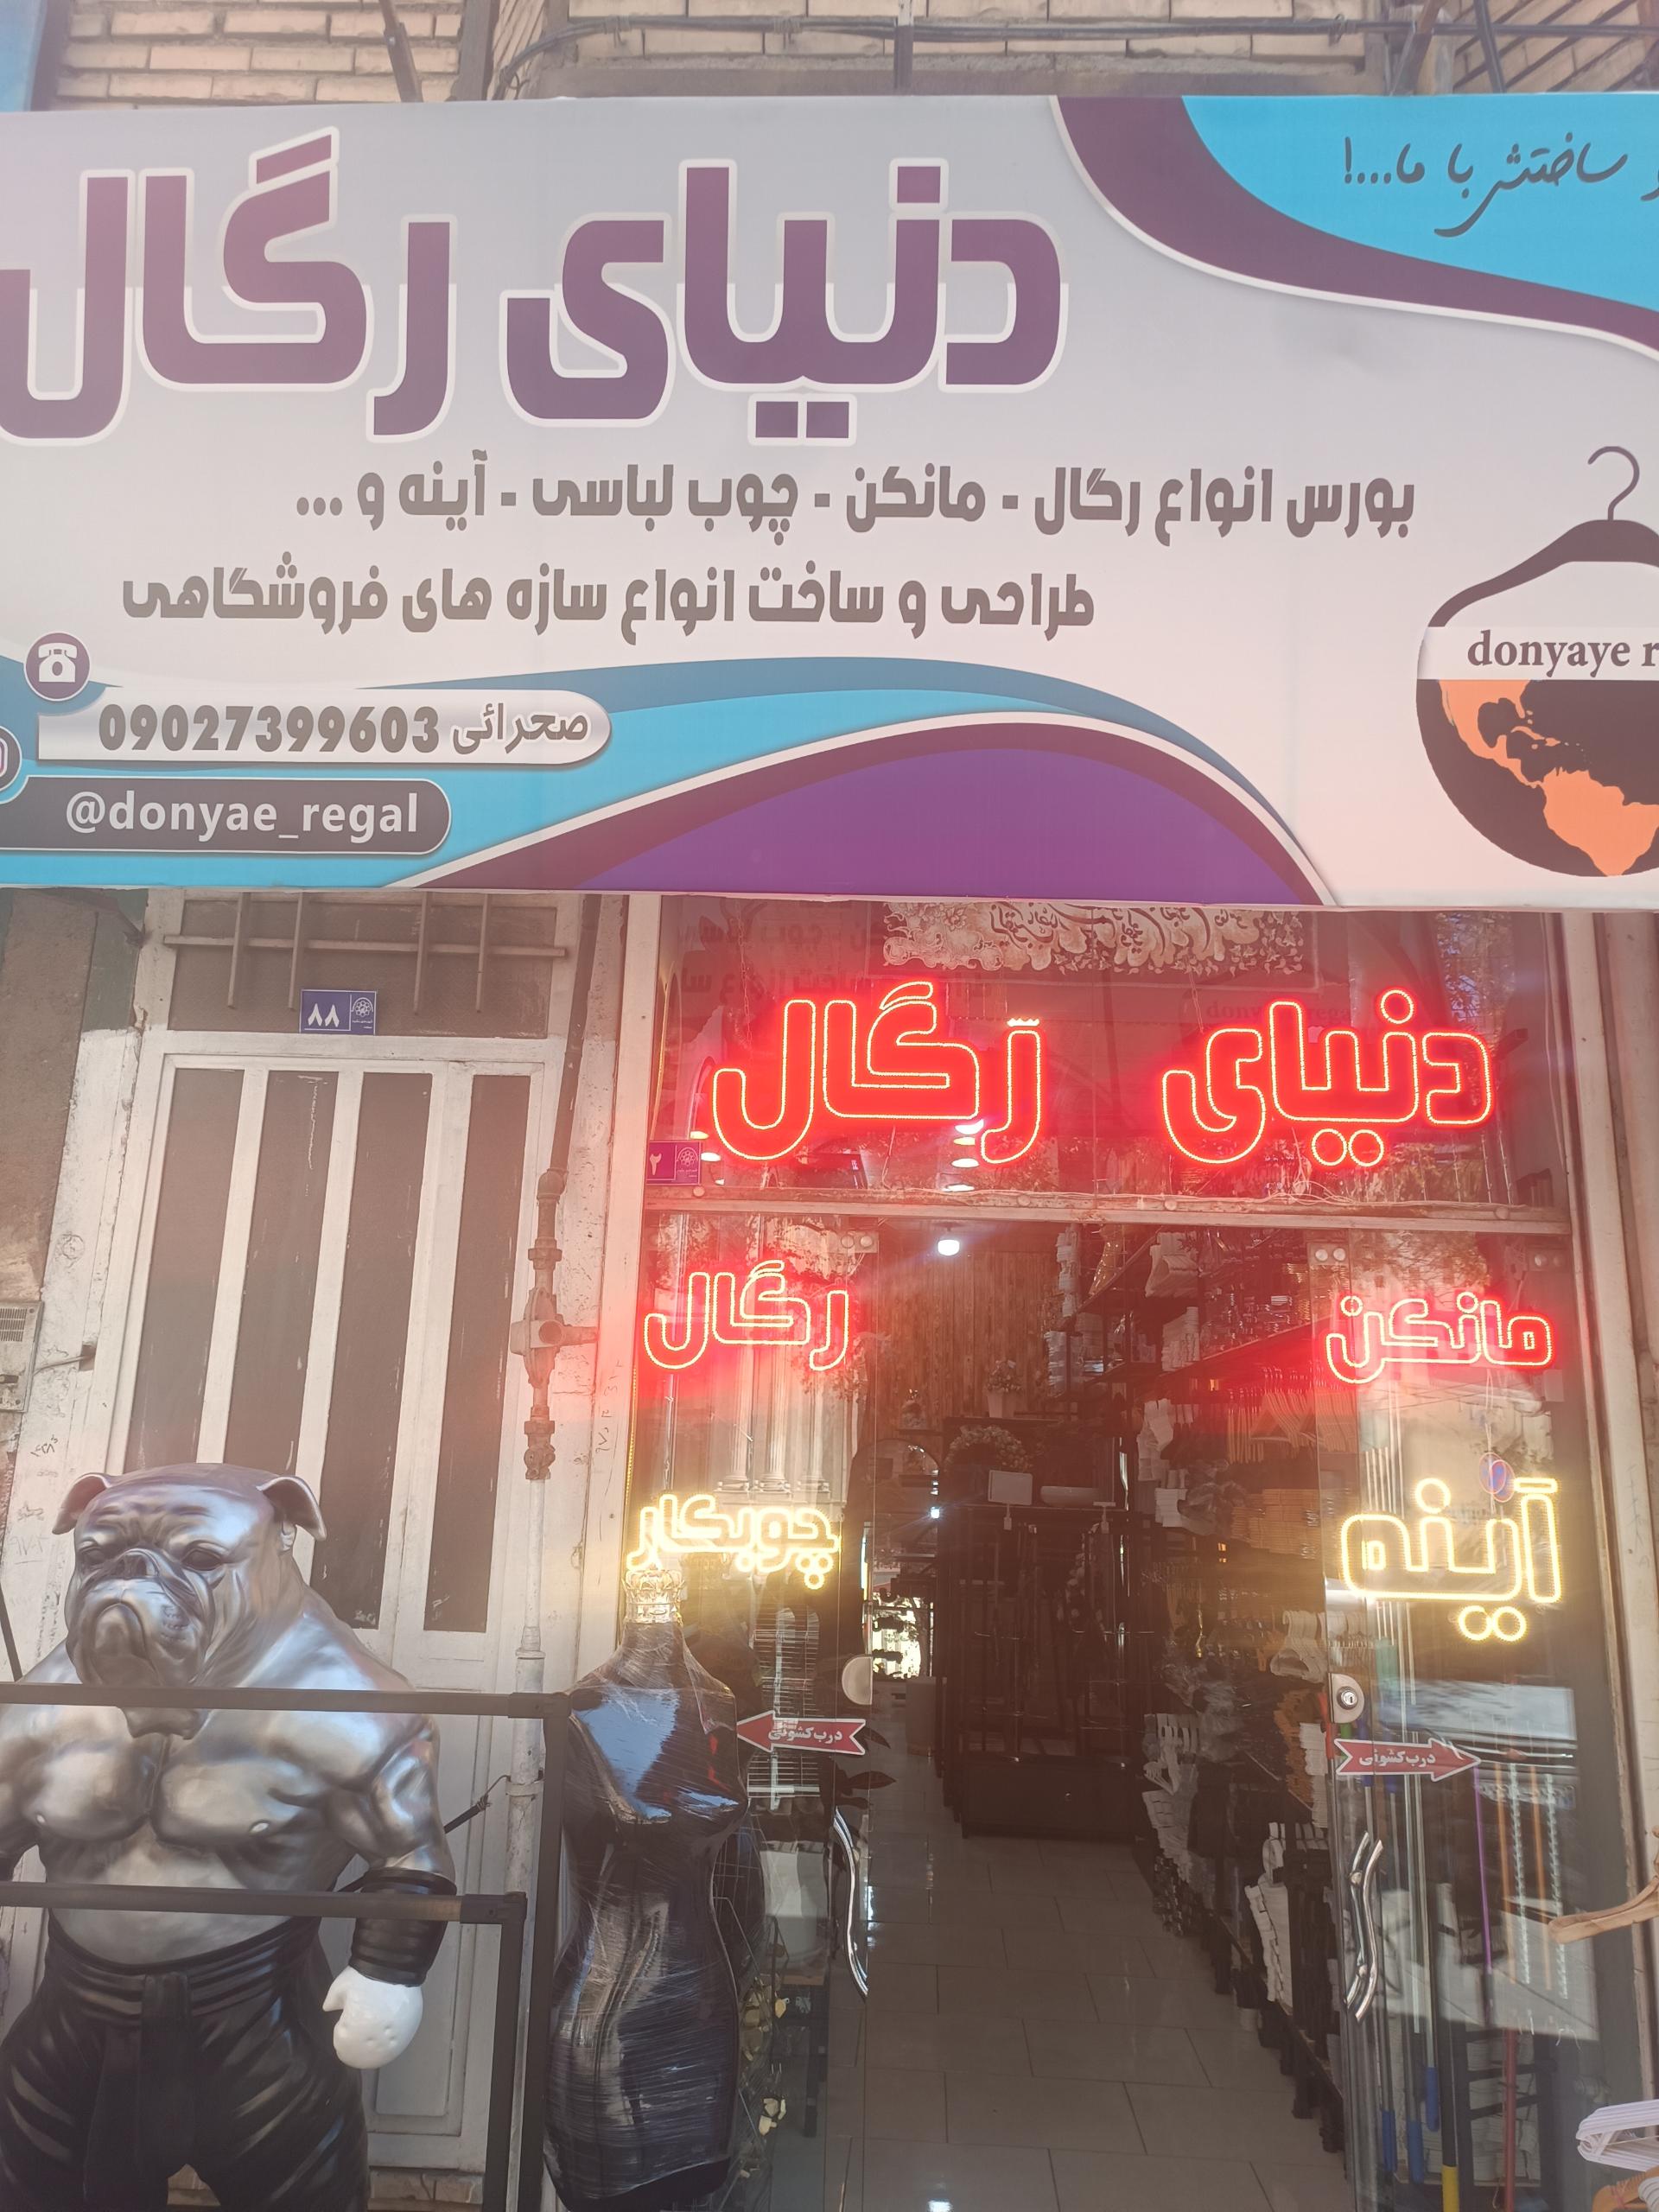 ساختش با ما...!
دنیای رگال
بورس انواع رگال - مانکن - چوب لباسی - آینه و ...
طراحی و ساخت انواع سازه های فروشگاهی
donyaye
صحرائی 09027399603
@donyae_regal
۸۸
دنیای رگال
۲
مانکن
رگال
آینه
چوبکار
درب کشوئی
درب کشوئی